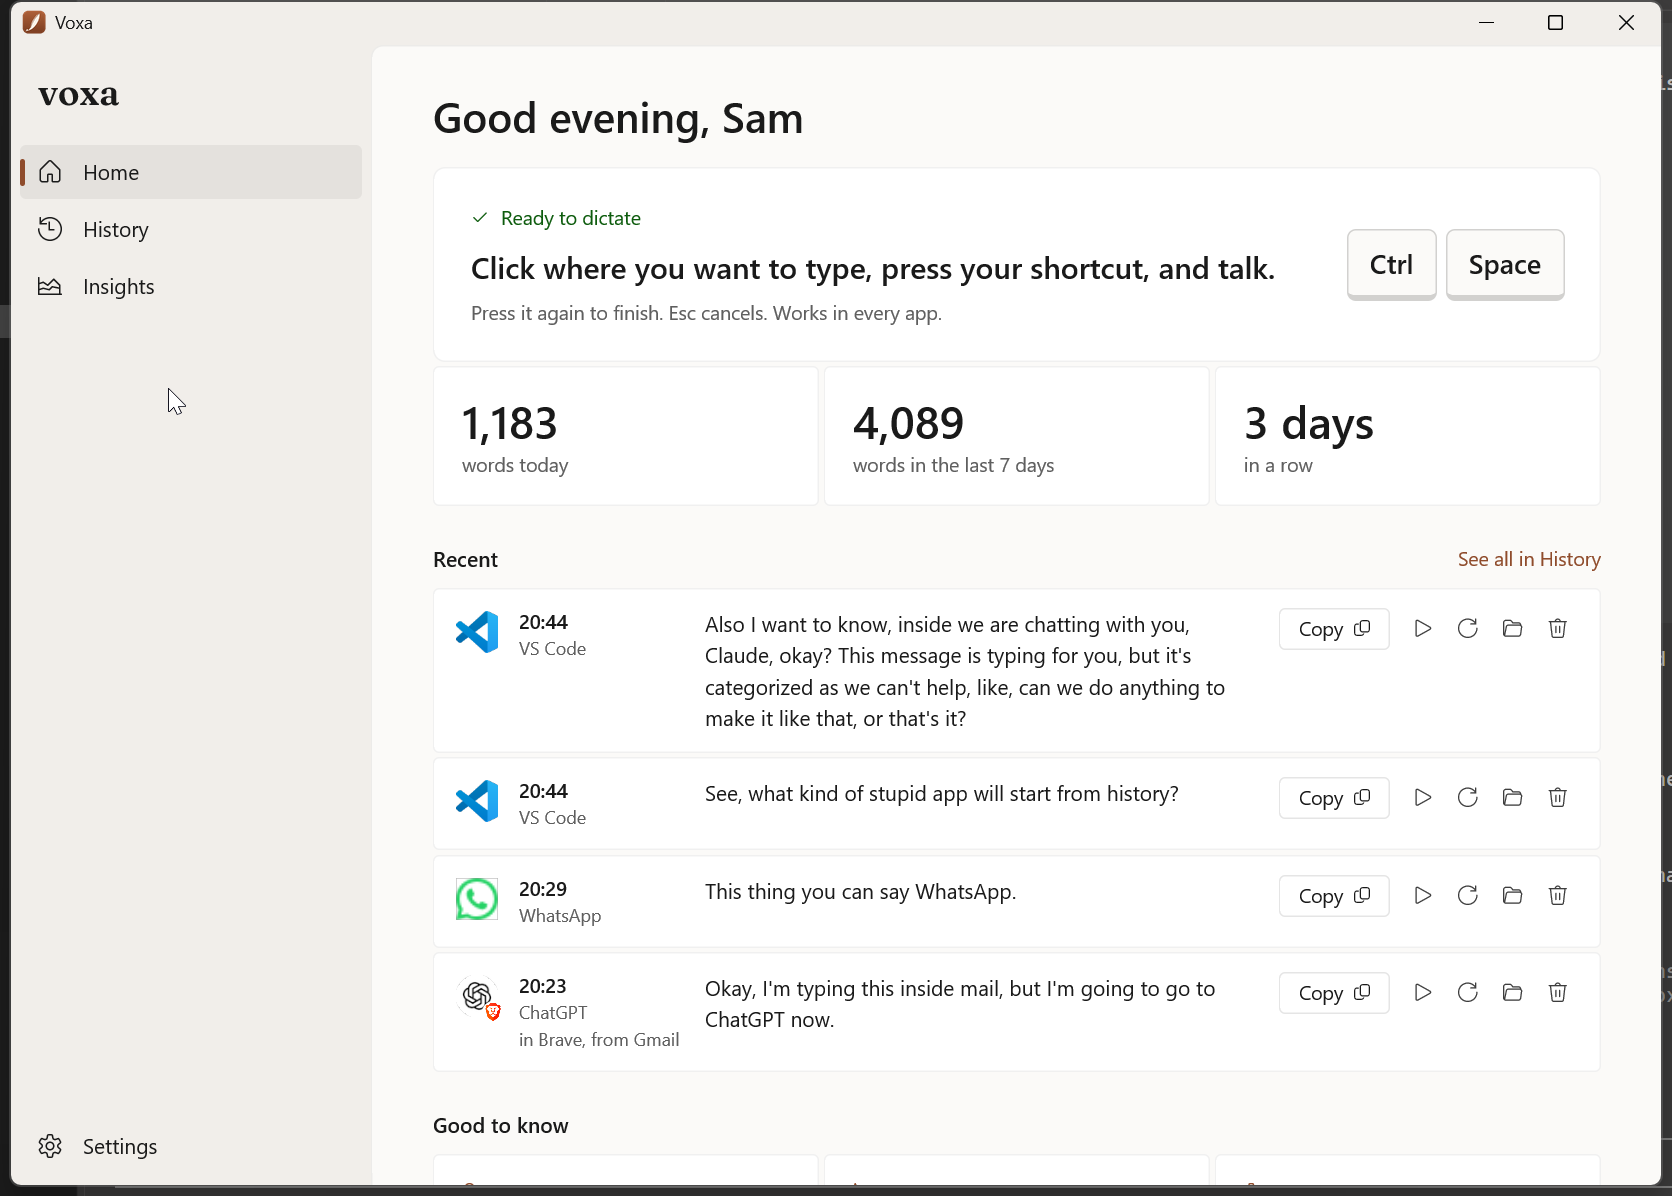 Voxa
voxa
Home
History
Insights
Settings
Good evening, Sam
Ready to dictate
Click where you want to type, press your shortcut, and talk.
Press it again to finish. Esc cancels. Works in every app.
Ctrl
Space
1,183
words today
4,089
words in the last 7 days
3 days
in a row
Recent
See all in History
20:44
VS Code
Also I want to know, inside we are chatting with you,
Claude, okay? This message is typing for you, but it's
categorized as we can't help, like, can we do anything to
make it like that, or that's it?
Copy
20:44
VS Code
See, what kind of stupid app will start from history?
Copy
20:29
WhatsApp
This thing you can say WhatsApp.
Copy
20:23
ChatGPT
in Brave, from Gmail
Okay, I'm typing this inside mail, but I'm going to go to
ChatGPT now.
Copy
Good to know